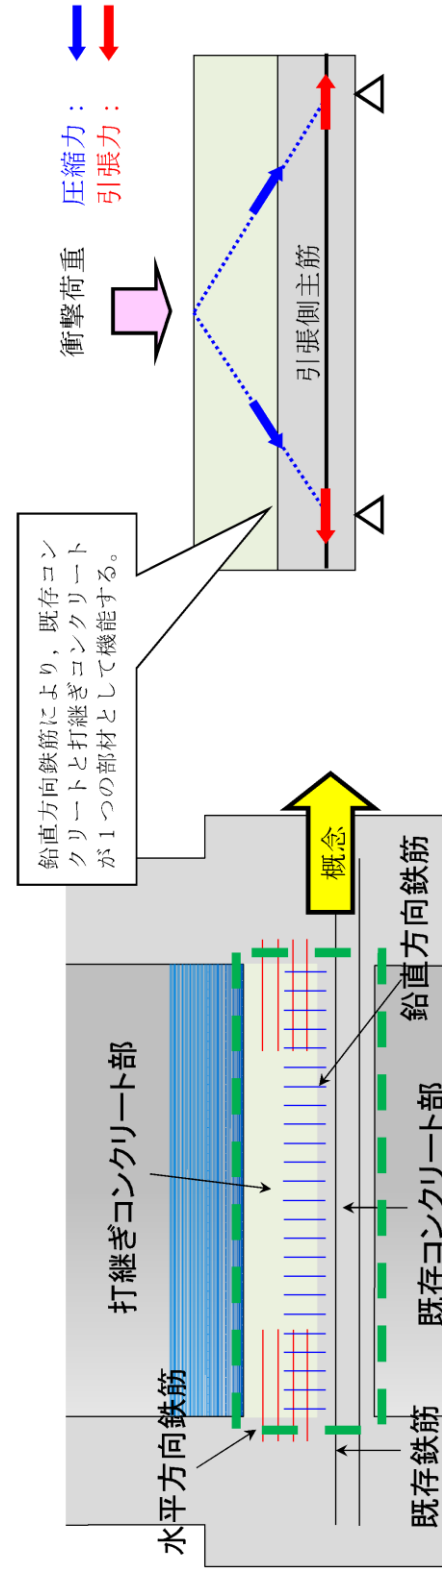 打継ぎコンクリート部
水平方向鉄筋
既存鉄筋
既存コンクリート部
鉛直方向鉄筋
概念
鉛直方向鉄筋により，既存コン
クリートと打継ぎコンクリート
が１つの部材として機能する。
衝撃荷重
圧縮力：
引張力：
引張側主筋